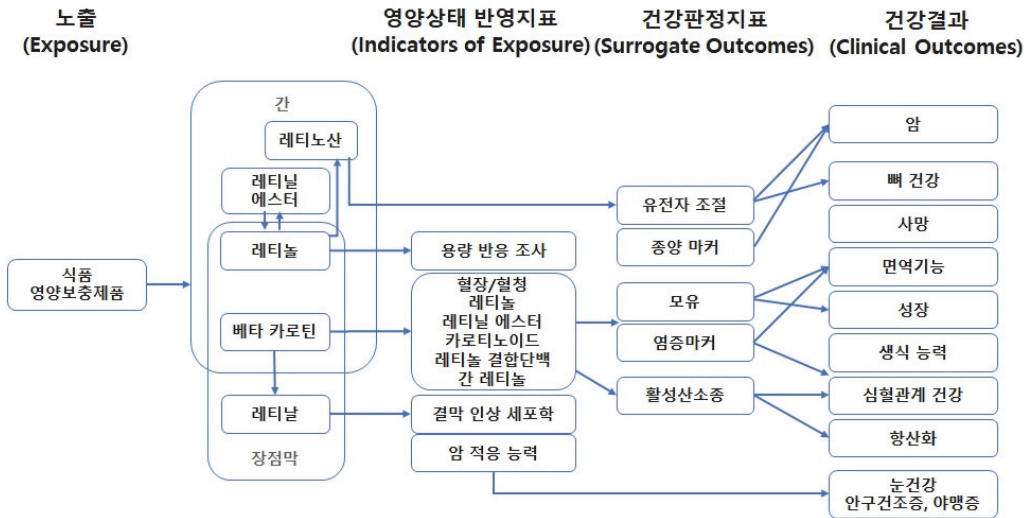 노출
(Exposure)
영양상태 반영지표
(Indicators of Exposure)
건강판정지표
(Surrogate Outcomes)
건강결과
(Clinical Outcomes)
식품
영양보충제품
간
레티노산
레티닐
에스터
레티놀
베타 카로틴
레티날
장점막
용량 반응 조사
혈장/혈청
레티놀
레티닐 에스터
카로티노이드
레티놀 결합단백
간 레티놀
결막 인상 세포학
암 적응 능력
유전자 조절
종양 마커
모유
염증마커
활성산소종
암
뼈 건강
사망
면역기능
성장
생식 능력
심혈관계 건강
항산화
눈건강
안구건조증, 야맹증